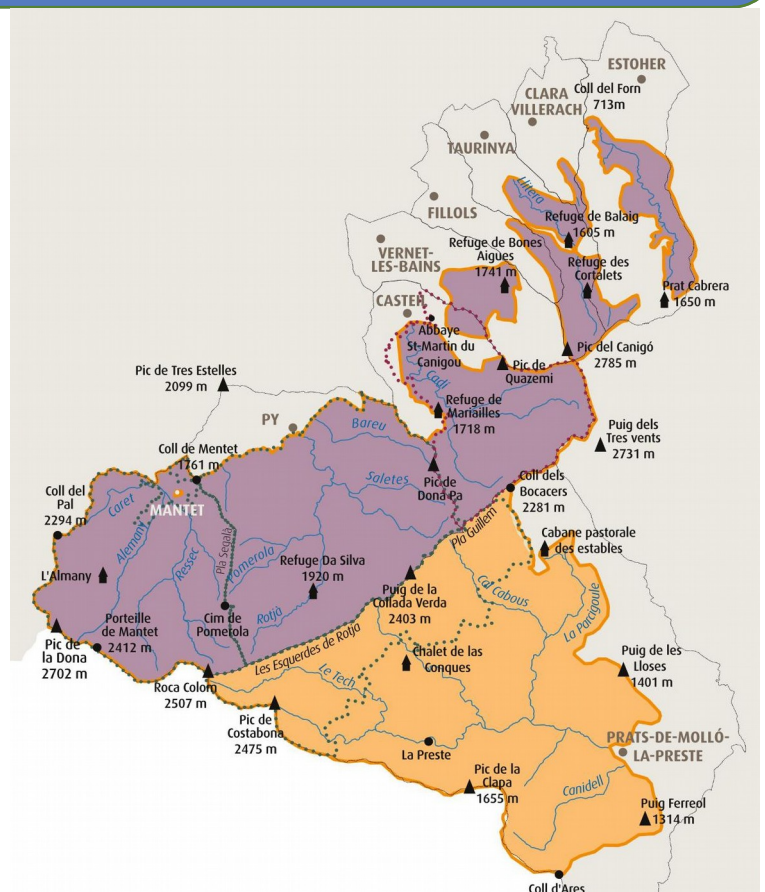 ESTOHER
Coll del Forn
713m
CLARA
VILLERACH
TAURINYA
Llitera
FILLOLS
Refuge de Balaig
1605 m
VERNET-
LES-BAINS
Refuge de Bones
Aigues
1741 m
Refuge des
Cortalets
Prat Cabrera
1650 m
CASTEIL
Abbaye
St-Martin du
Canigou
Pic del Canigó
2785 m
Pic de
Quazemi
Pic de Tres Estelles
2099 m
Cadi
Refuge de
Mariailles
1718 m
PY
Bareu
Puig dels
Tres vents
2731 m
Coll de Mentet
1761 m
Saletes
Pic de
Dona Pa
Coll dels
Bocacers
2281 m
Coll del
Pal
2294 m
Caret
MANTET
Alemany
Pla Guillem
Cabane pastorale
des estables
Ressec
Pla Segalà
Pomerola
Refuge Da Silva
1920 m
L'Almany
Puig de la
Collada Verda
2403 m
Cal Cabous
La Parcigoule
Porteille
de Mantet
2412 m
Cim de
Pomerola
Rotjà
Pic de
la Dona
2702 m
Les Esquerdes de Rotja
Chalet de las
Conques
Puig de les
Lloses
1401 m
Roca Colom
2507 m
Le Tech
Pic de
Costabona
2475 m
La Preste
PRATS-DE-MOLLÓ-
LA-PRESTE
Pic de la
Clapa
1655 m
Canidell
Puig Ferreol
1314 m
Coll d'Ares